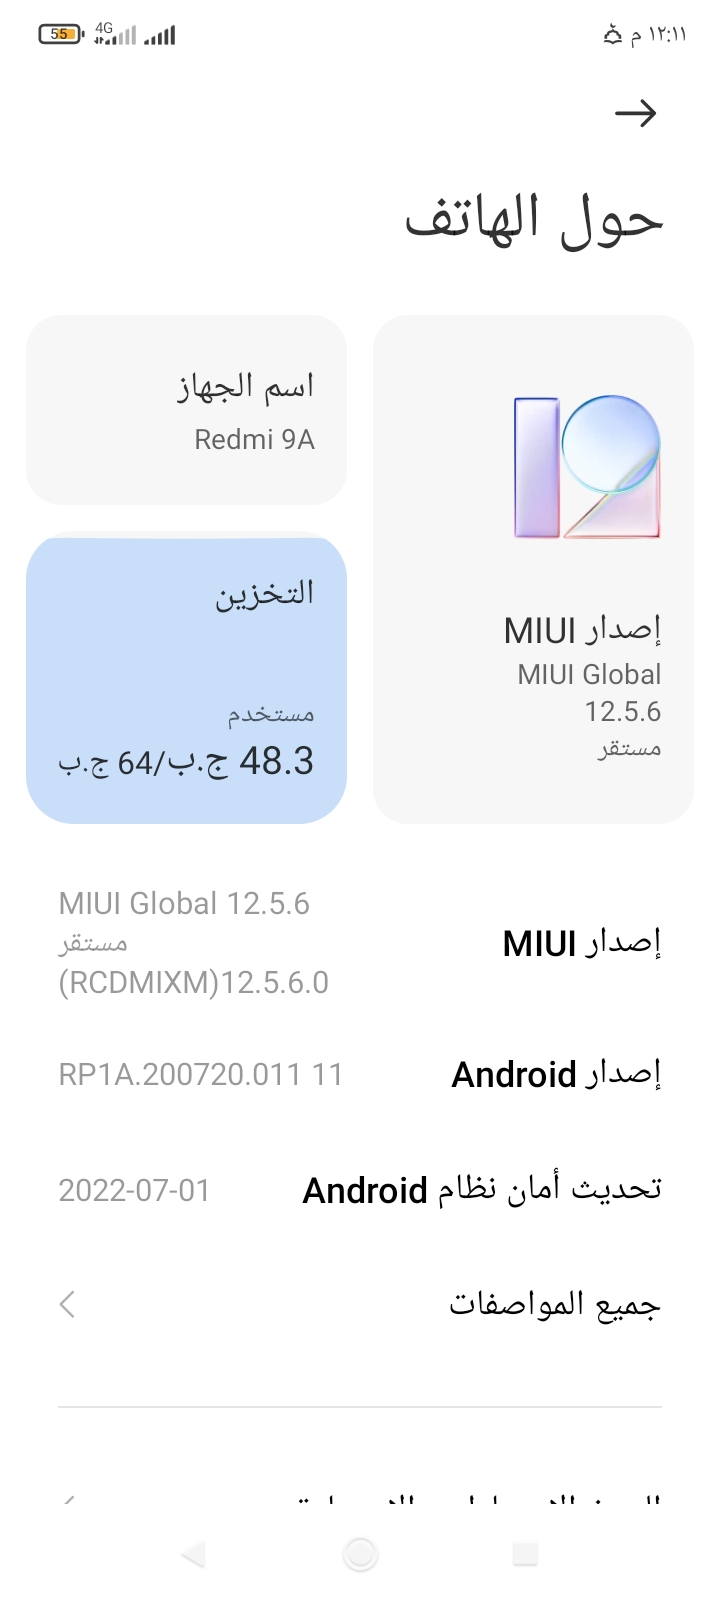 ١٢:١١ م
4G
55
حول الهاتف
إصدار MIUI
MIUI Global
12.5.6
مستقر
اسم الجهاز
Redmi 9A
التخزين
مستخدم
48.3 ج.ب/64 ج.ب
إصدار MIUI
MIUI Global 12.5.6
مستقر
12.5.6.0(RCDMIXM)
إصدار Android
11 RP1A.200720.011
تحديث أمان نظام Android
2022-07-01
جميع المواصفات